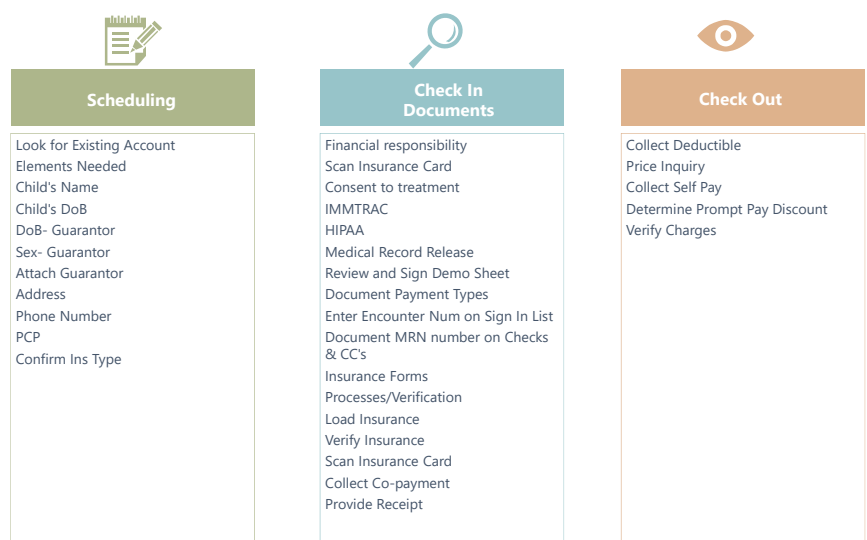 Scheduling
Look for Existing Account
Elements Needed
Child's Name
Child's DoB
DoB- Guarantor
Sex- Guarantor
Attach Guarantor
Address
Phone Number
PCP
Confirm Ins Type
Check In
Documents
Financial responsibility
Scan Insurance Card
Consent to treatment
IMMTRAC
HIPAA
Medical Record Release
Review and Sign Demo Sheet
Document Payment Types
Enter Encounter Num on Sign In List
Document MRN number on Checks
& CC's
Insurance Forms
Processes/Verification
Load Insurance
Verify Insurance
Scan Insurance Card
Collect Co-payment
Provide Receipt
Check Out
Collect Deductible
Price Inquiry
Collect Self Pay
Determine Prompt Pay Discount
Verify Charges